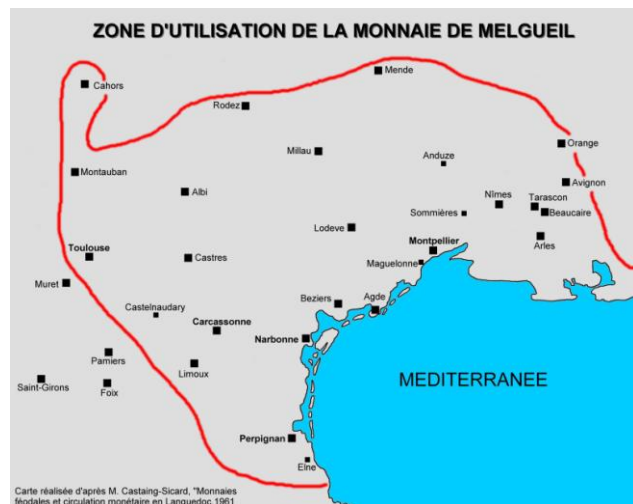 ZONE D'UTILISATION DE LA MONNAIE DE MELGUEIL
Cahors
Mende
Rodez
Millau
Anduze
Orange
Montauban
Albi
Avignon
Nîmes
Tarascon
Beaucaire
Sommières
Lodeve
Montpellier
Arles
Toulouse
Castres
Maguelonne
Muret
Castelnaudary
Beziers
Agde
Carcassonne
Narbonne
Pamiers
Limoux
Saint-Girons
Foix
MEDITERRANEE
Perpignan
Elne
Carte réalisée d'après M. Castaing-Sicard, "Monnaies
féodales et circulation monétaire en Languedoc 1961